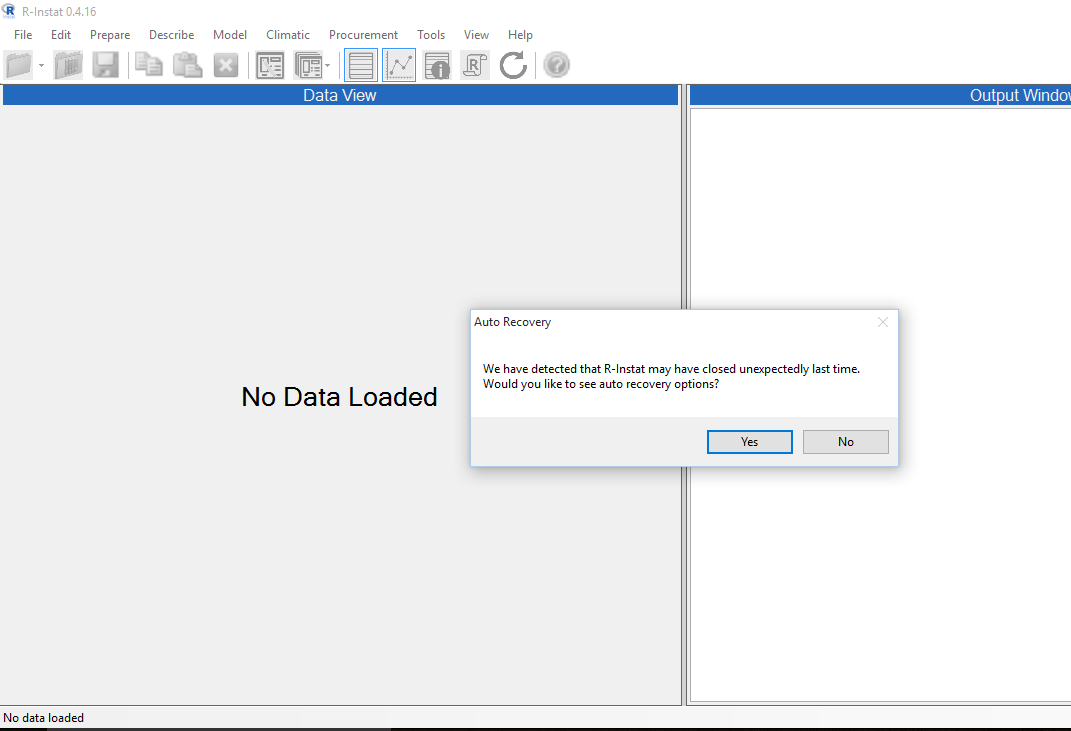 R-Instat 0.4.16
File Edit Prepare Describe Model Climatic Procurement Tools View Help
Data View
Output Windo
No Data Loaded
Auto Recovery
We have detected that R-Instat may have closed unexpectedly last time.
Would you like to see auto recovery options?
Yes No
No data loaded